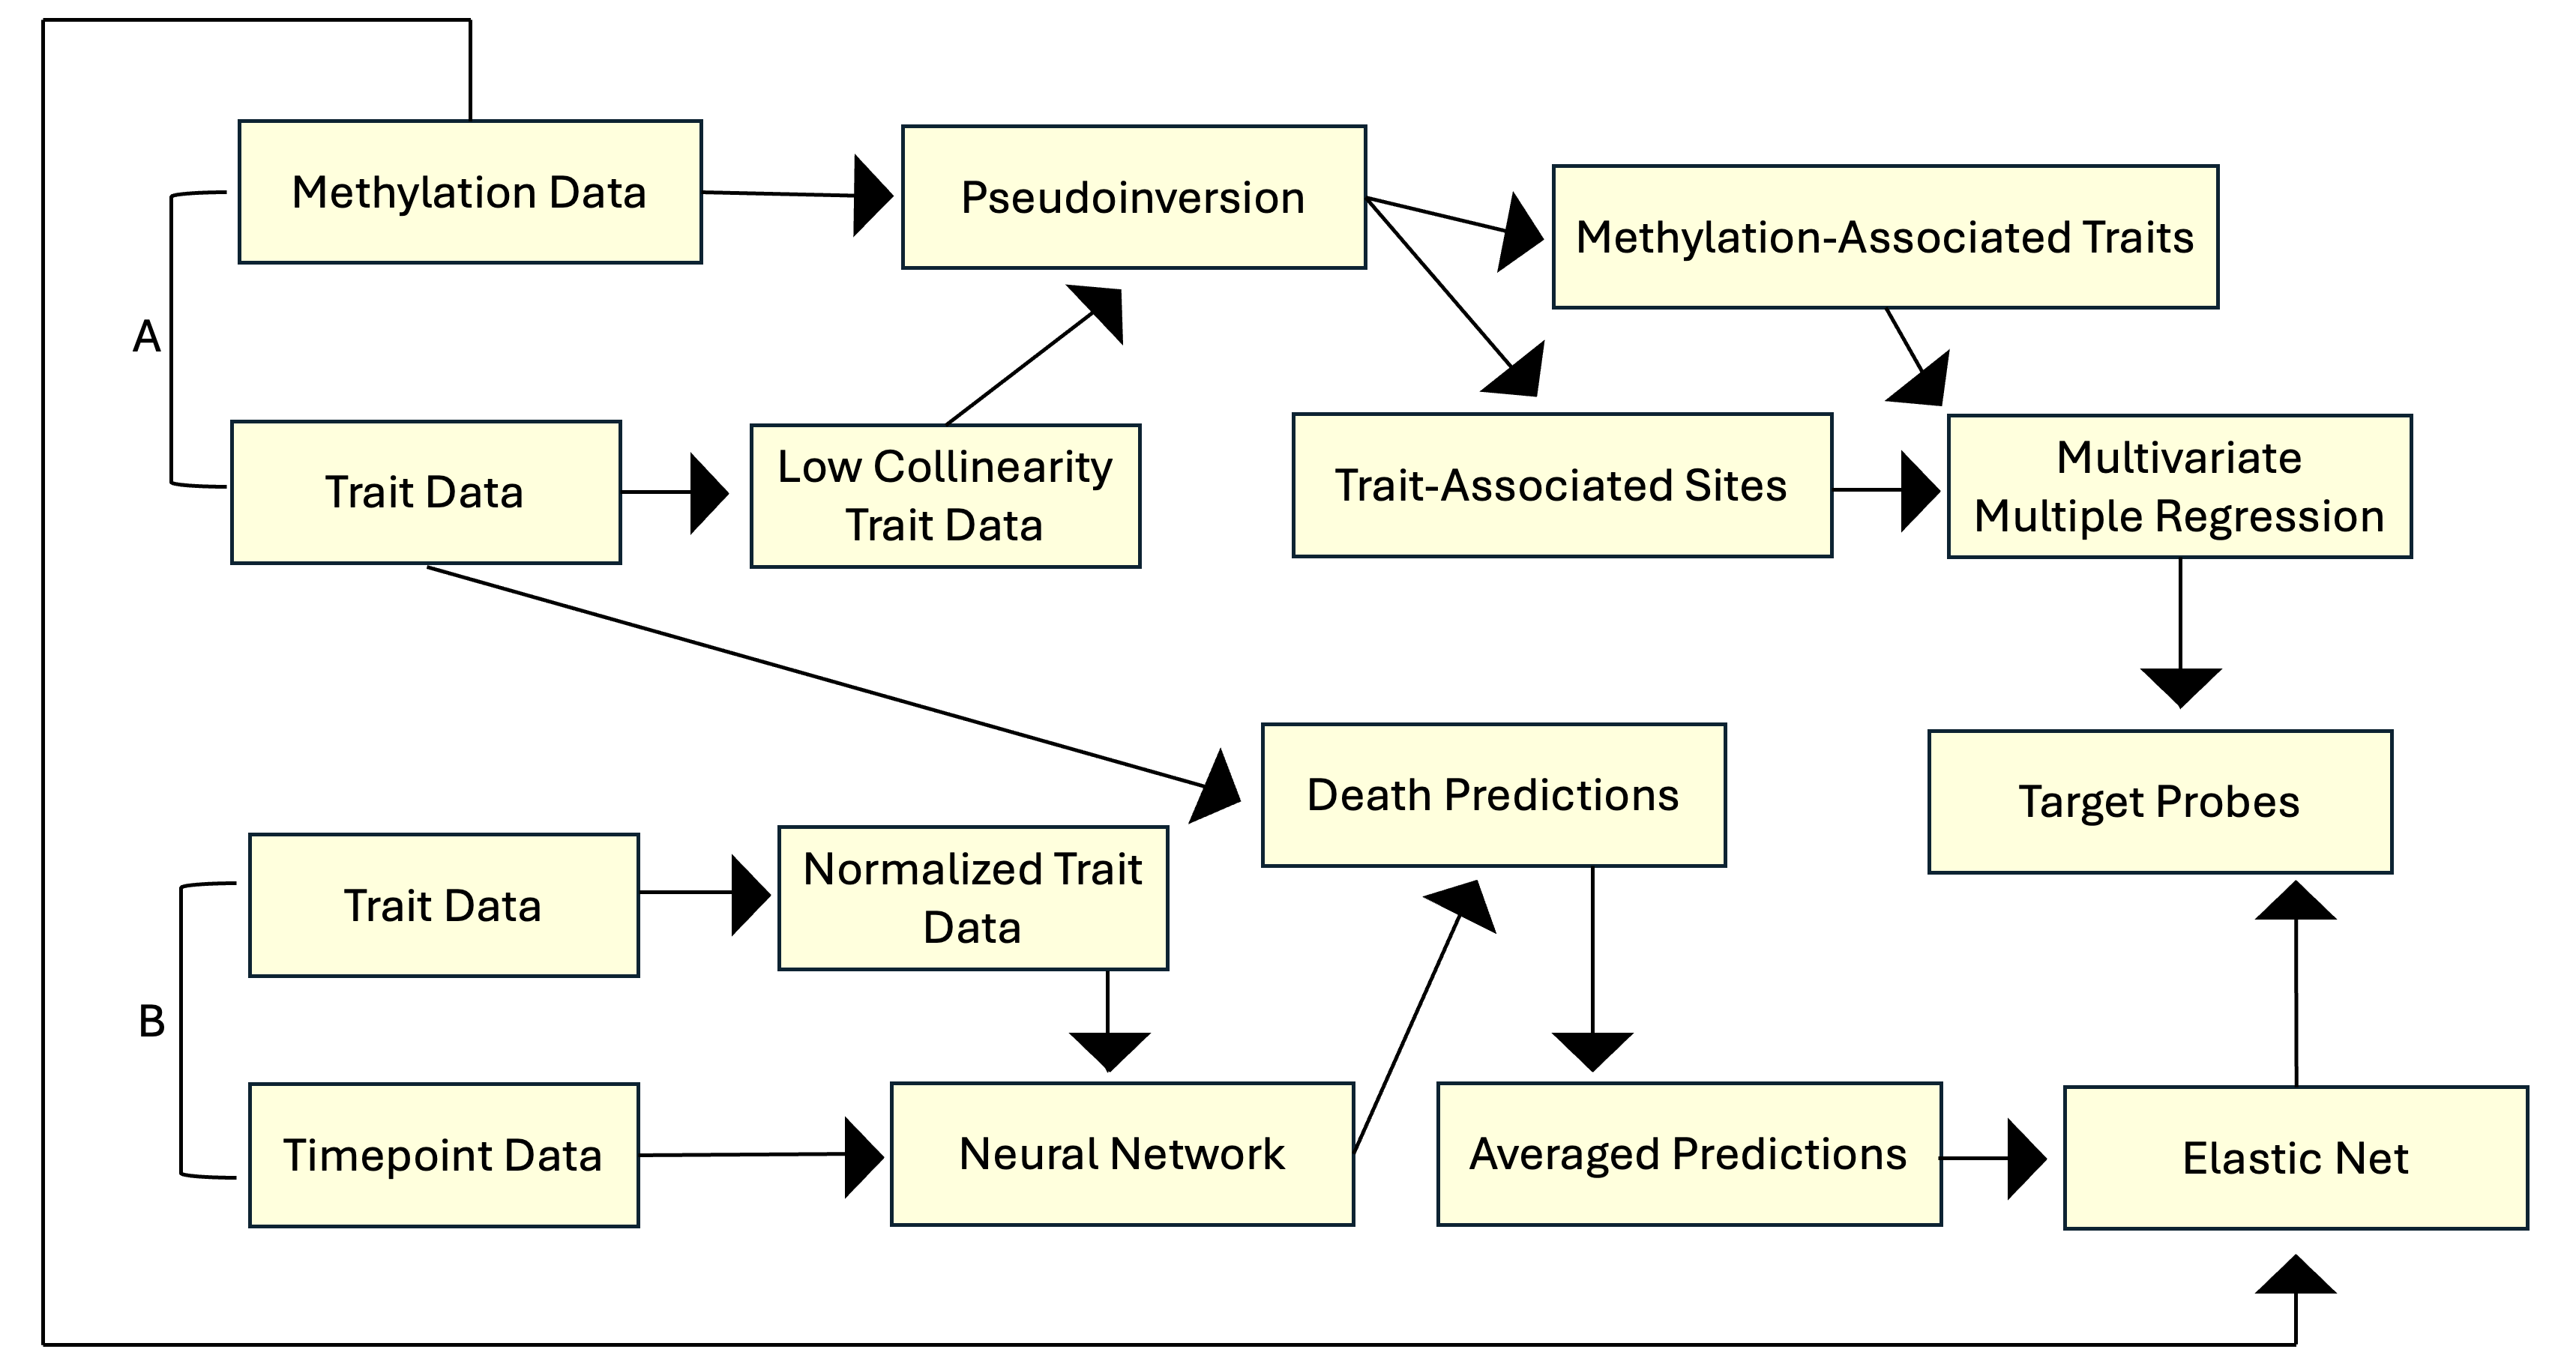 Methylation Data
Pseudoinversion
Methylation-Associated Traits
A
Trait Data
Low Collinearity
Trait Data
Trait-Associated Sites
Multivariate
Multiple Regression
Death Predictions
Target Probes
B
Trait Data
Normalized Trait
Data
Timepoint Data
Neural Network
Averaged Predictions
Elastic Net